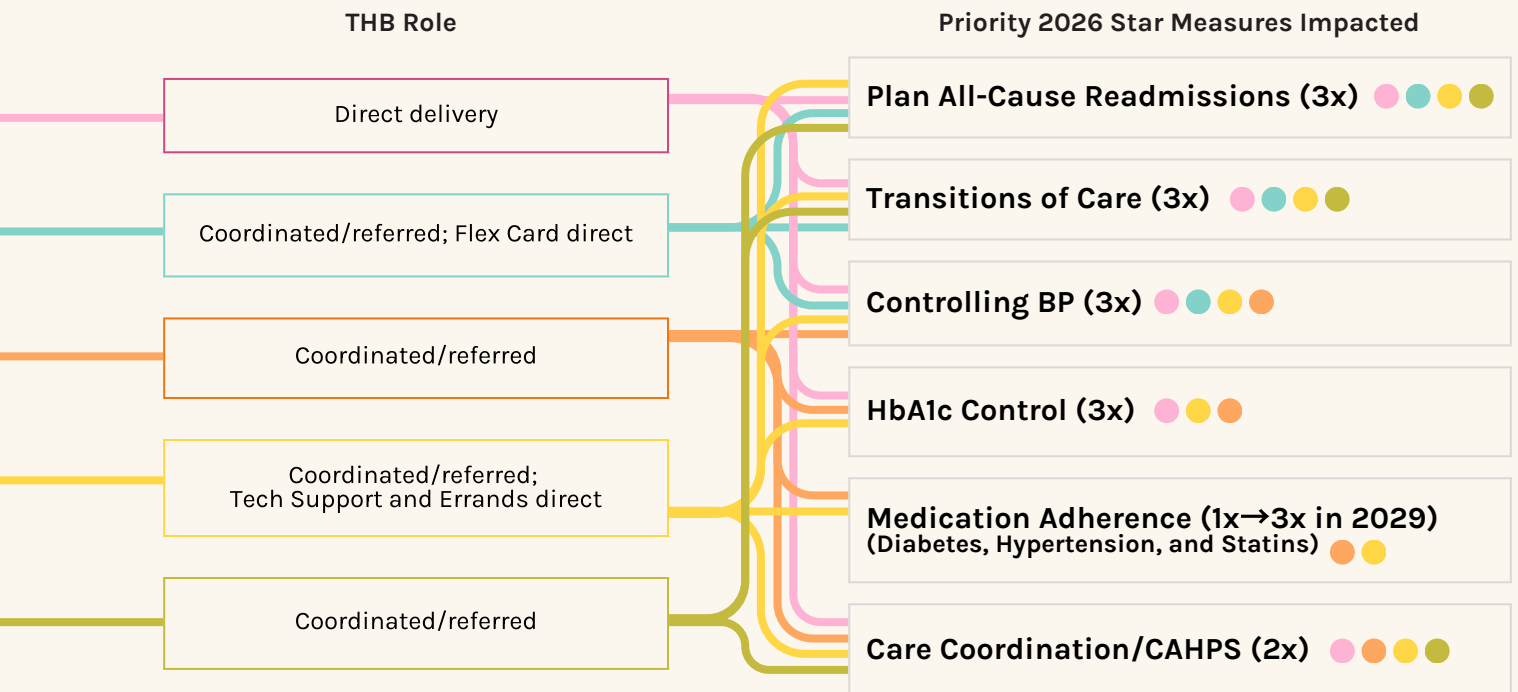 THB Role
Priority 2026 Star Measures Impacted
Direct delivery
Coordinated/referred; Flex Card direct
Coordinated/referred
Coordinated/referred;
Tech Support and Errands direct
Coordinated/referred
Plan All-Cause Readmissions (3x)
Transitions of Care (3x)
Controlling BP (3x)
HbA1c Control (3x)
Medication Adherence (1x→3x in 2029)
(Diabetes, Hypertension, and Statins)
Care Coordination/CAHPS (2x)